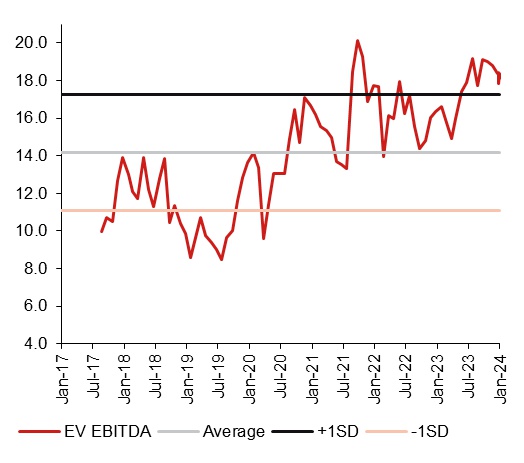 20.0
18.0
16.0
14.0
12.0
10.0
8.0
6.0
4.0
Jan-17
Jul-17
Jan-18
Jul-18
Jan-19
Jul-19
Jan-20
Jul-20
Jan-21
Jul-21
Jan-22
Jul-22
Jan-23
Jul-23
Jan-24
EV EBITDA Average +1SD -1SD